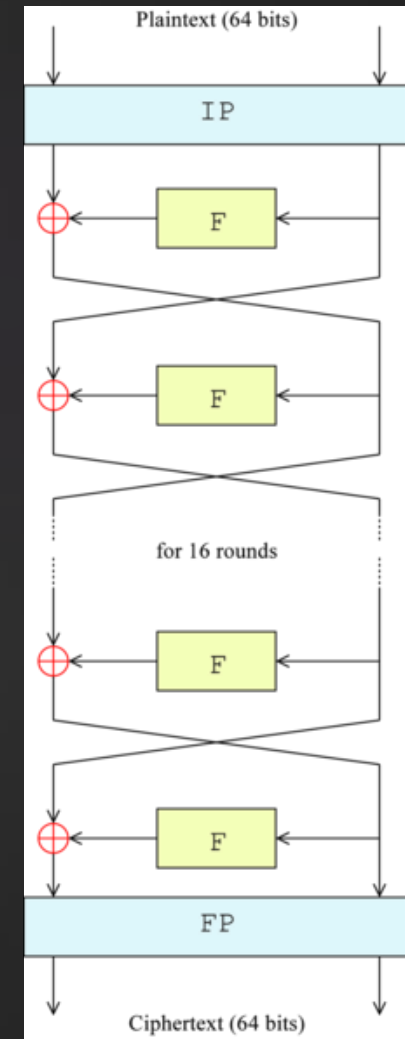 Plaintext (64 bits)
IP
F
F
for 16 rounds
F
F
FP
Ciphertext (64 bits)